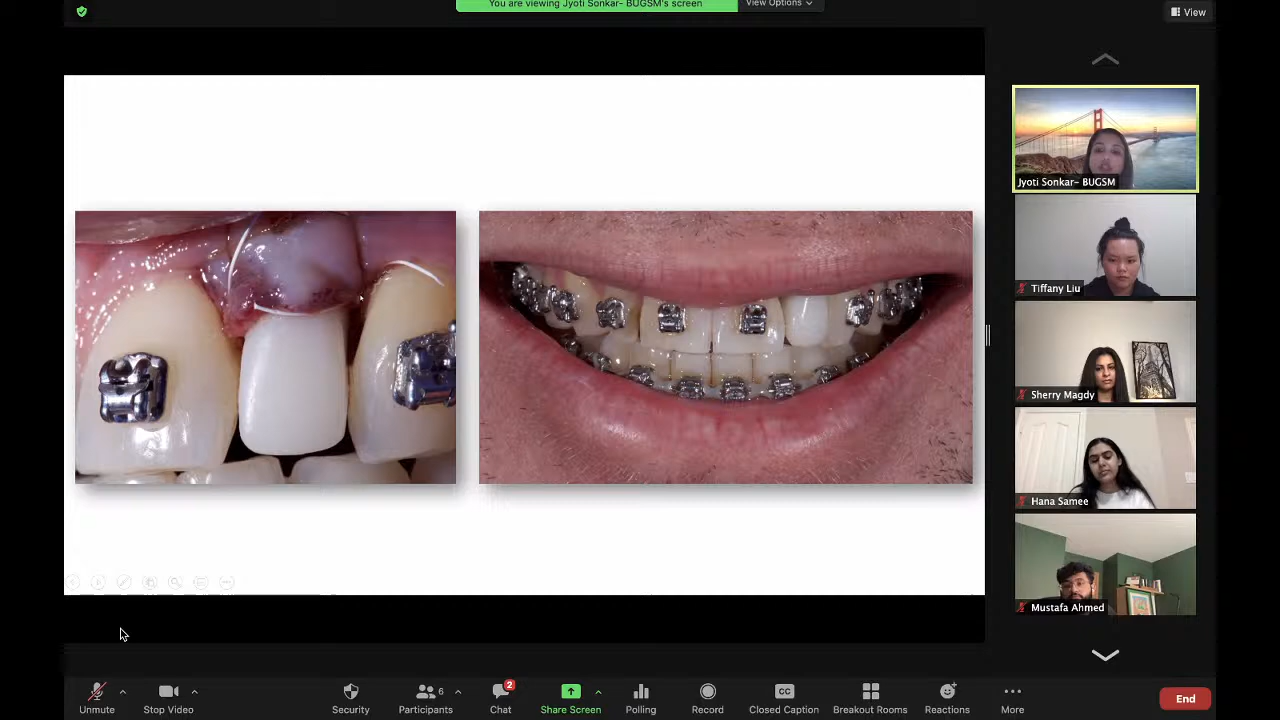 You are viewing Jyoti Sonkar- BUGSM's screen
View Options
View
Jyoti Sonkar- BUGSM
Tiffany Liu
Sherry Magdy
Hana Samee
Mustafa Ahmed
Unmute
Stop Video
Security
6
Participants
2
Chat
Share Screen
Polling
Record
CC
Closed Caption
Breakout Rooms
Reactions
More
End